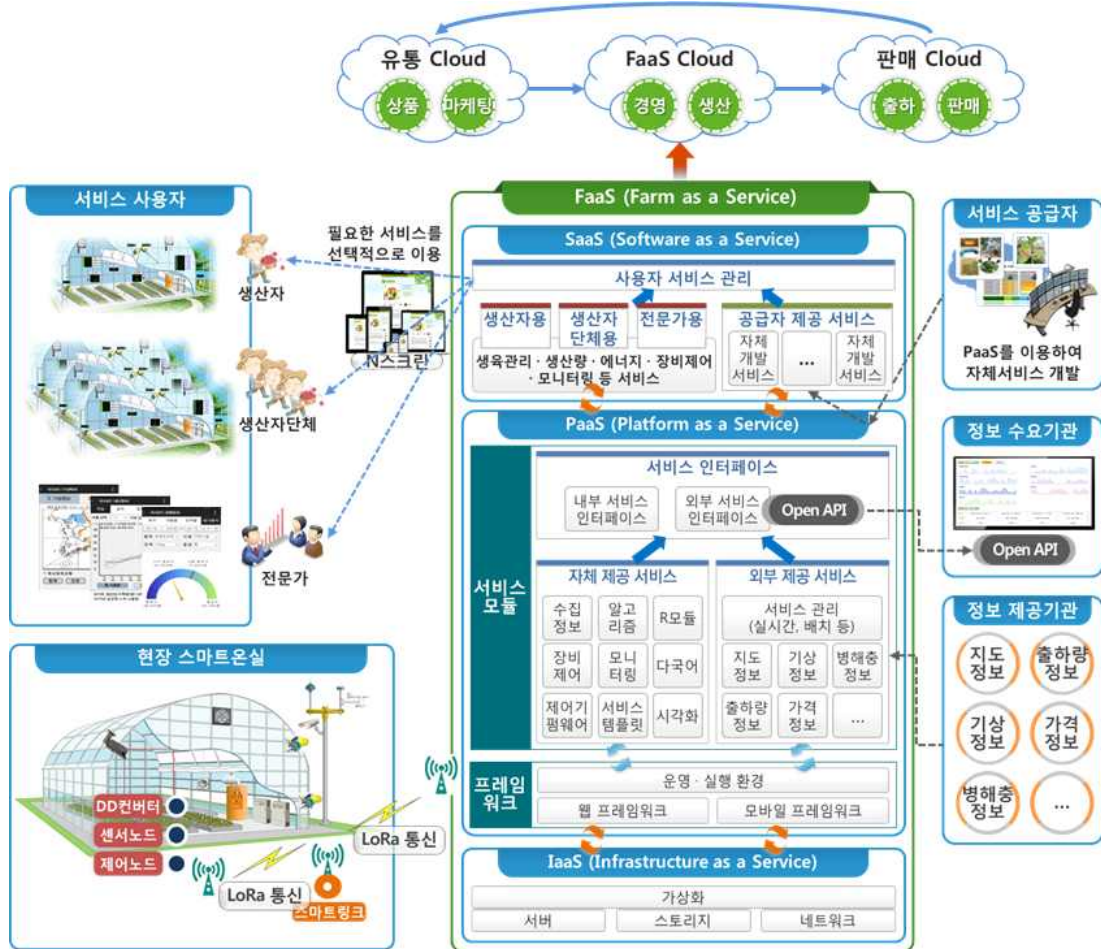 유통 Cloud
상품
마케팅
FaaS Cloud
경영
생산
판매 Cloud
출하
판매
서비스 사용자
생산자
생산자단체
전문가
필요한 서비스를
선택적으로 이용
N스크린
현장 스마트온실
DD컨버터
센서노드
제어노드
LoRa 통신
스마트링크
LoRa 통신
FaaS (Farm as a Service)
SaaS (Software as a Service)
사용자 서비스 관리
생산자용
생산자
단체용
전문가용
생육관리 · 생산량 · 에너지 · 장비제어
· 모니터링 등 서비스
공급자 제공 서비스
자체
개발
서비스
...
자체
개발
서비스
PaaS (Platform as a Service)
서비스
모듈
서비스 인터페이스
내부 서비스
인터페이스
외부 서비스
인터페이스
Open API
자체 제공 서비스
수집
정보
알고
리즘
R모듈
장비
제어
모니
터링
다국어
제어기
펌웨어
서비스
템플릿
시각화
외부 제공 서비스
서비스 관리
(실시간, 배치 등)
지도
정보
기상
정보
병해충
정보
출하량
정보
가격
정보
...
프레임
워크
운영 · 실행 환경
웹 프레임워크
모바일 프레임워크
IaaS (Infrastructure as a Service)
가상화
서버
스토리지
네트워크
서비스 공급자
PaaS를 이용하여
자체서비스 개발
정보 수요기관
Open API
정보 제공기관
지도
정보
출하량
정보
기상
정보
가격
정보
병해충
정보
...